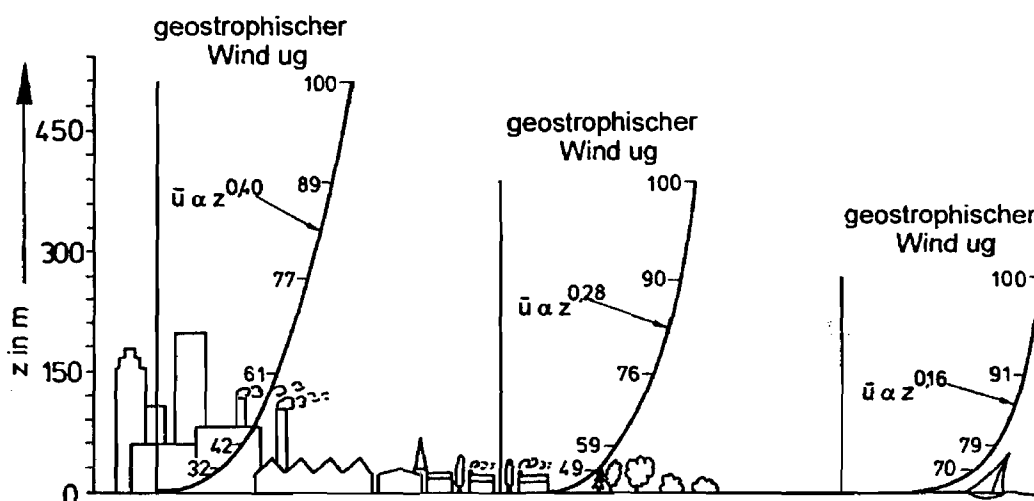 geostrophischer
Wind ug
100
89
ū α z^0,40
77
61
42
32
geostrophischer
Wind ug
100
90
ū α z^0,28
76
59
49
geostrophischer
Wind ug
100
91
ū α z^0,16
79
70
z in m
450
300
150
0